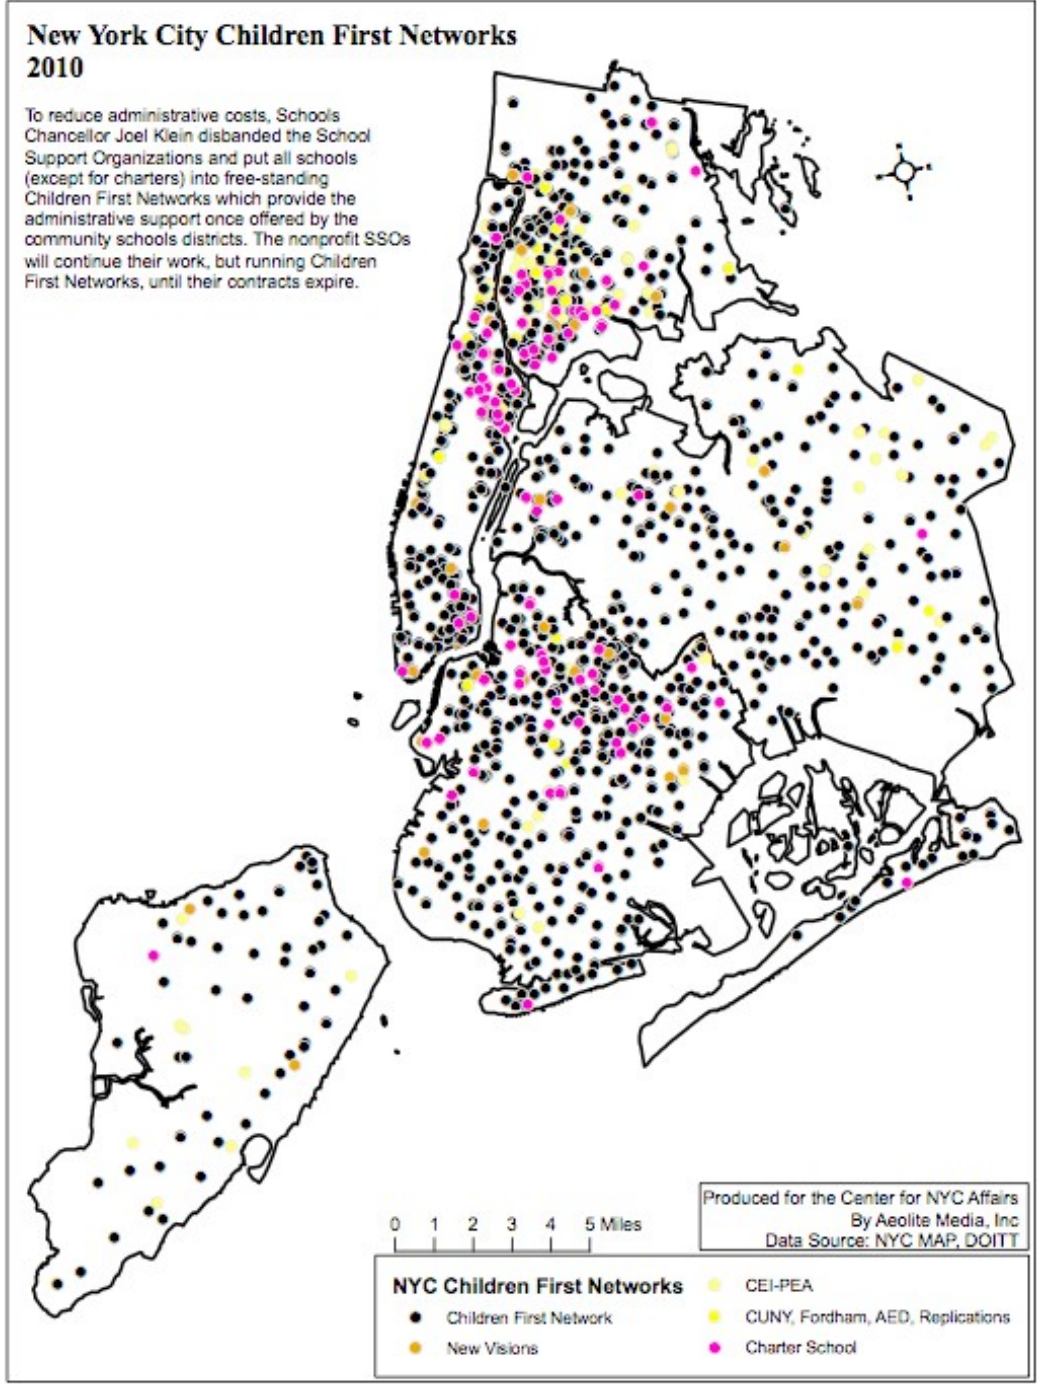 New York City Children First Networks
2010
To reduce administrative costs, Schools
Chancellor Joel Klein disbanded the School
Support Organizations and put all schools
(except for charters) into free-standing
Children First Networks which provide the
administrative support once offered by the
community schools districts. The nonprofit SSOs
will continue their work, but running Children
First Networks, until their contracts expire.
0 1 2 3 4 5 Miles
Produced for the Center for NYC Affairs
By Aeolite Media, Inc
Data Source: NYC MAP, DOITT
NYC Children First Networks
Children First Network
New Visions
CEI-PEA
CUNY, Fordham, AED, Replications
Charter School